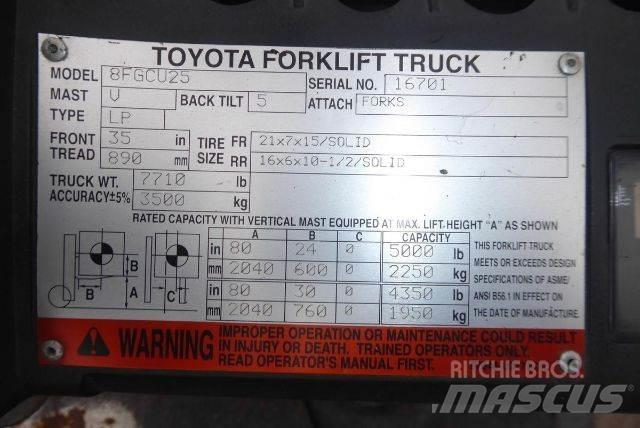 TOYOTA FORKLIFT TRUCK
MODEL 8FGCU25 SERIAL NO. 16701
MAST V BACK TILT 5 ATTACH FORKS
TYPE LP
FRONT 35 in TIRE FR 21x7x15/SOLID
TREAD 890 mm SIZE RR 16x6x10-1/2/SOLID
TRUCK WT. 7710 lb
ACCURACY±5% 3500 kg
RATED CAPACITY WITH VERTICAL MAST EQUIPPED AT MAX. LIFT-HEIGHT "A" AS SHOWN
A B C CAPACITY
in 80 24 0 5000 lb THIS FORKLIFT TRUCK
mm 2040 600 0 2250 kg MEETS OR EXCEEDS DESIGN
SPECIFICATIONS OF ASME/
in 80 30 0 4350 lb ANSI B56.1 IN EFFECT ON
mm 2040 760 0 1950 kg THE DATE OF MANUFACTURE.
B
A
B C
WARNING IMPROPER OPERATION OR MAINTENANCE COULD RESULT
IN INJURY OR DEATH. TRAINED OPERATORS ONLY.
READ OPERATOR'S MANUAL FIRST.
RITCHIE BROS.
MASCUS